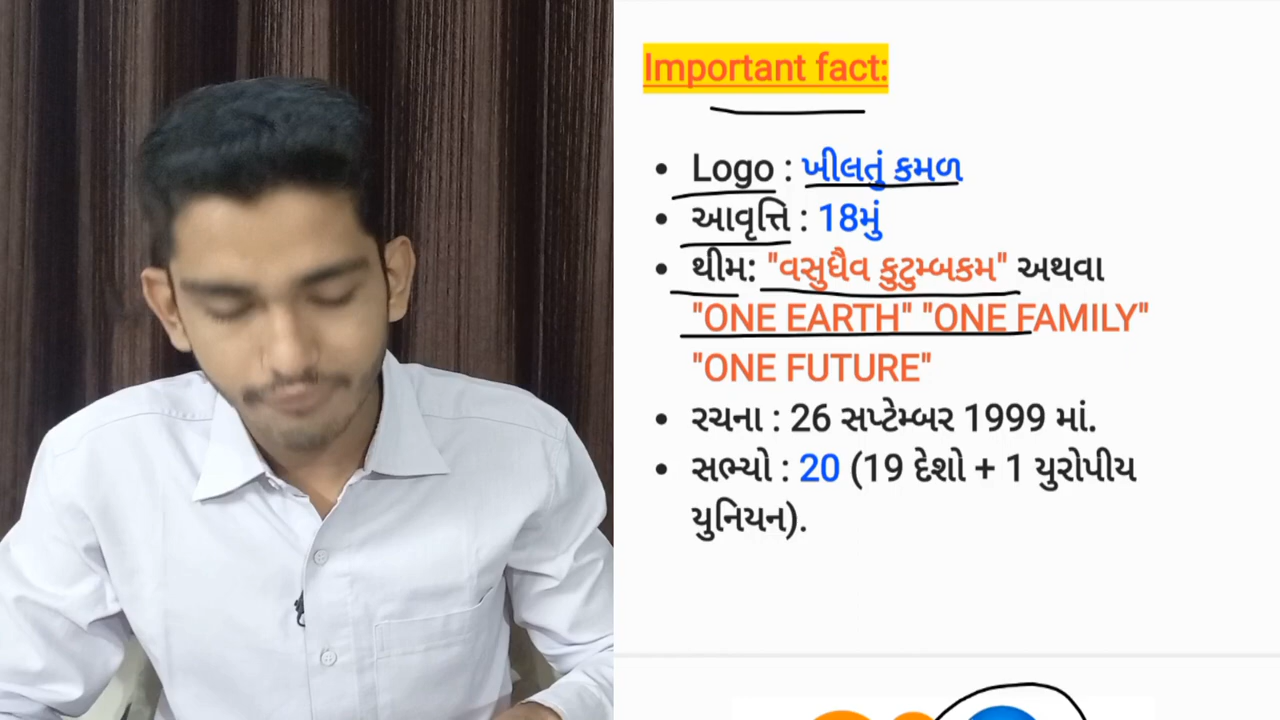 Important fact:
• Logo : ખીલતું કમળ
• આવૃત્તિ : 18મું
• થીમ: "વસુધૈવ કુટુમ્બકમ" અથવા
"ONE EARTH" "ONE FAMILY"
"ONE FUTURE"
• રચના : 26 સપ્ટેમ્બર 1999 માં.
• સભ્યો : 20 (19 દેશો + 1 યુરોપીય
યુનિયન).